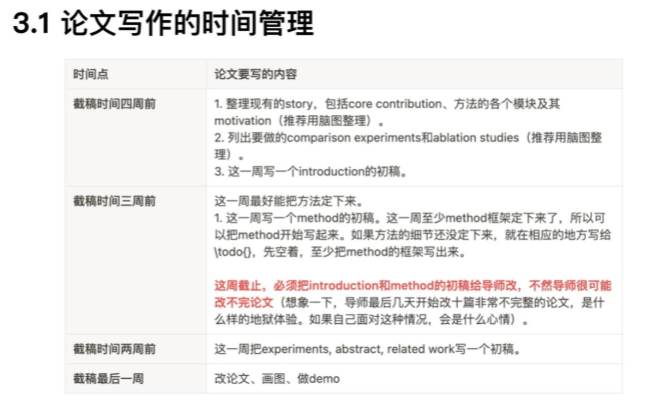 3.1 论文写作的时间管理
时间点
论文要写的内容
截稿时间四周前
1. 整理现有的story，包括core contribution、方法的各个模块及其
motivation（推荐用脑图整理）。
2. 列出要做的comparison experiments和ablation studies（推荐用脑图整
理）。
3. 这一周写一个introduction的初稿。
截稿时间三周前
这一周最好能把方法定下来。
1. 这一周写一个method的初稿。这一周至少method框架定下来了，所以可
以把method开始写起来。如果方法的细节还没定下来，就在相应的地方写给
\todo{}，先空着，至少把method的框架写出来。
这周截止，必须把introduction和method的初稿给导师改，不然导师很可能
改不完论文（想象一下，导师最后几天开始改十篇非常不完整的论文，是什
么样的地狱体验。如果自己面对这种情况，会是什么心情）。
截稿时间两周前
这一周把experiments, abstract, related work写一个初稿。
截稿最后一周
改论文、画图、做demo